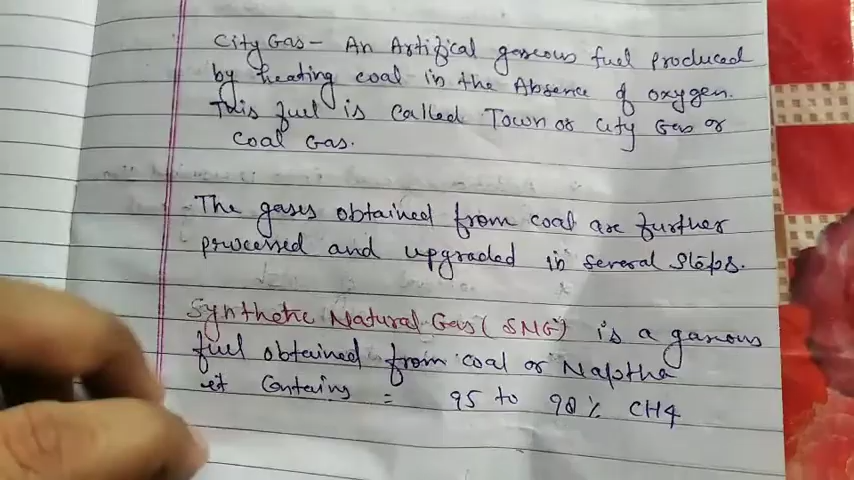 City Gas- An Artifical gaseous fuel produced
by heating coal in the Absence of oxygen.
This fuel is called Town or City Gas or
coal Gas.
The gases obtained from coal are further
processed and upgraded in several Steps.
Synthetic Natural Gas (SNG) is a gaseous
fuel obtained from coal or Naptha
it Contains = 95 to 98% CH4